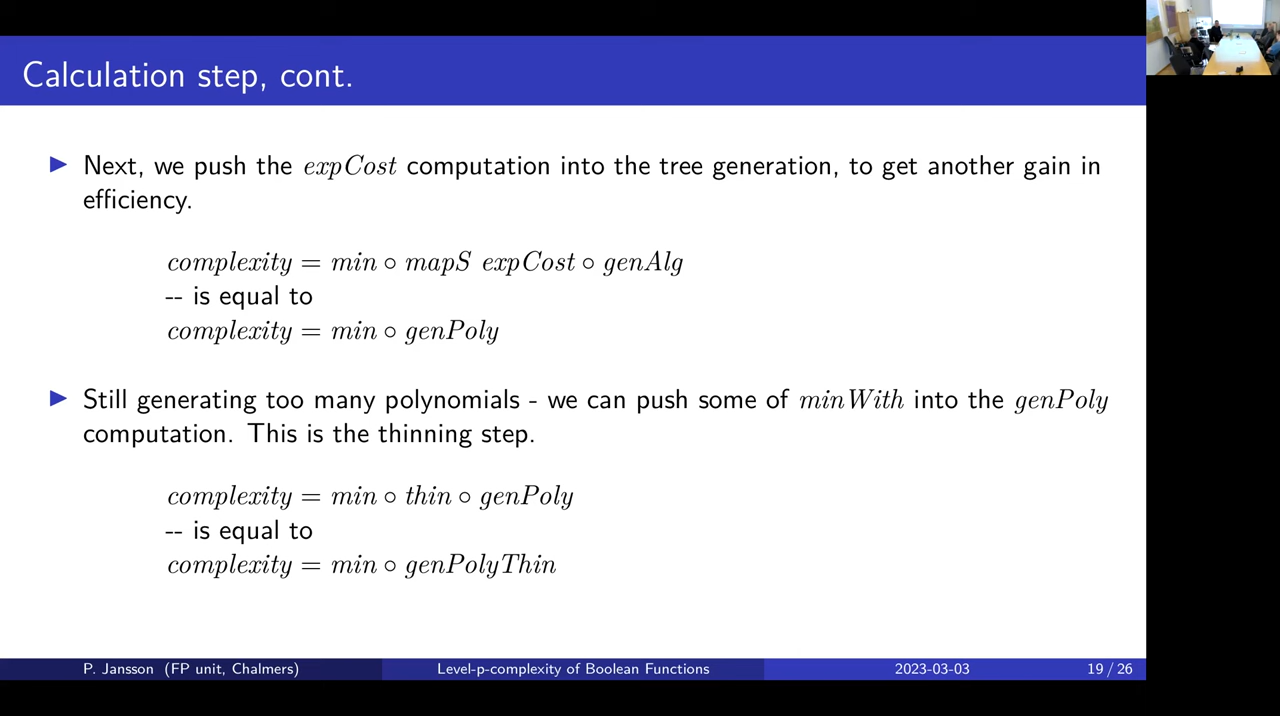 Calculation step, cont.
▶ Next, we push the expCost computation into the tree generation, to get another gain in
efficiency.
complexity = min ∘ mapS expCost ∘ genAlg
-- is equal to
complexity = min ∘ genPoly
▶ Still generating too many polynomials - we can push some of minWith into the genPoly
computation. This is the thinning step.
complexity = min ∘ thin ∘ genPoly
-- is equal to
complexity = min ∘ genPolyThin
P. Jansson (FP unit, Chalmers) Level-p-complexity of Boolean Functions 2023-03-03 19 / 26